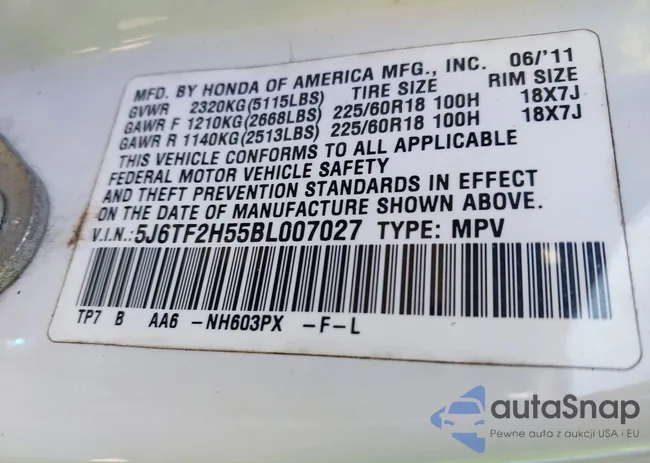 MFD. BY HONDA OF AMERICA MFG., INC. 06/'11
GVWR 2320KG(5115LBS) TIRE SIZE RIM SIZE
GAWR F 1210KG(2668LBS) 225/60R18 100H 18X7J
GAWR R 1140KG(2513LBS) 225/60R18 100H 18X7J
THIS VEHICLE CONFORMS TO ALL APPLICABLE
FEDERAL MOTOR VEHICLE SAFETY
AND THEFT PREVENTION STANDARDS IN EFFECT
ON THE DATE OF MANUFACTURE SHOWN ABOVE.
V.I.N.:5J6TF2H55BL007027 TYPE: MPV
TP7 B AA6 -NH603PX -F-L
autaSnap
Pewne auta z aukcji USA i EU